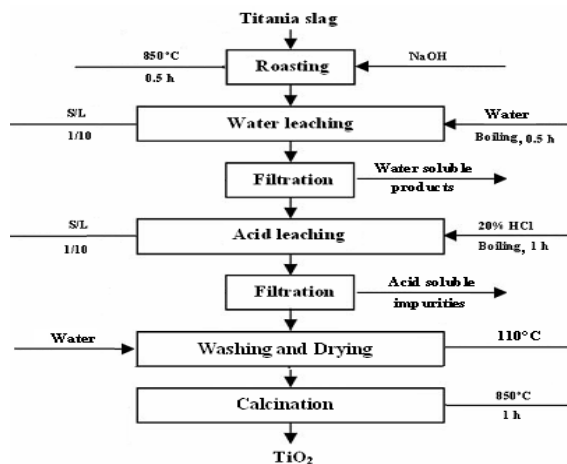 Titania slag
850°C
0.5 h
Roasting
NaOH
S/L
1/10
Water leaching
Water
Boiling, 0.5 h
Filtration
Water soluble
products
S/L
1/10
Acid leaching
20% HCl
Boiling, 1 h
Filtration
Acid soluble
impurities
Water
Washing and Drying
110°C
Calcination
850°C
1 h
TiO₂